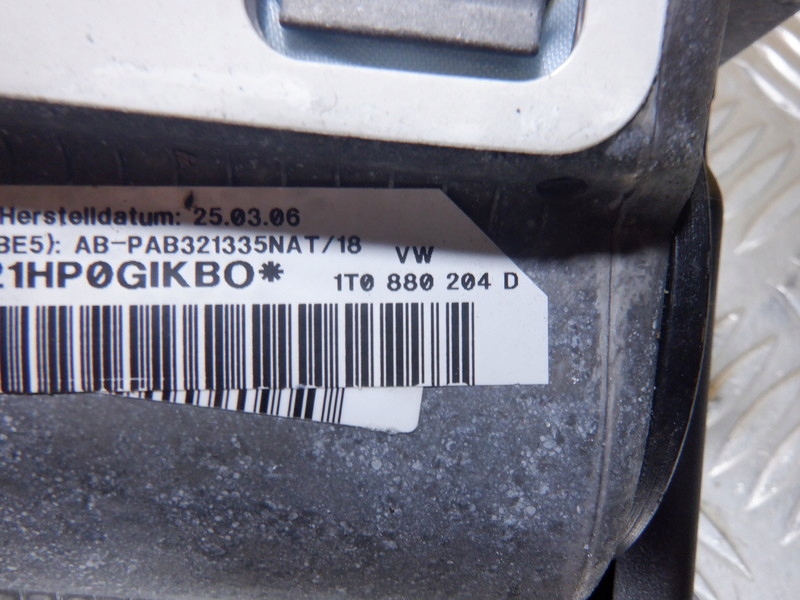 Herstelldatum: 25.03.06
BE5): AB-PAB321335NAT/18
VW
21HP0GIKBO*
1T0 880 204 D